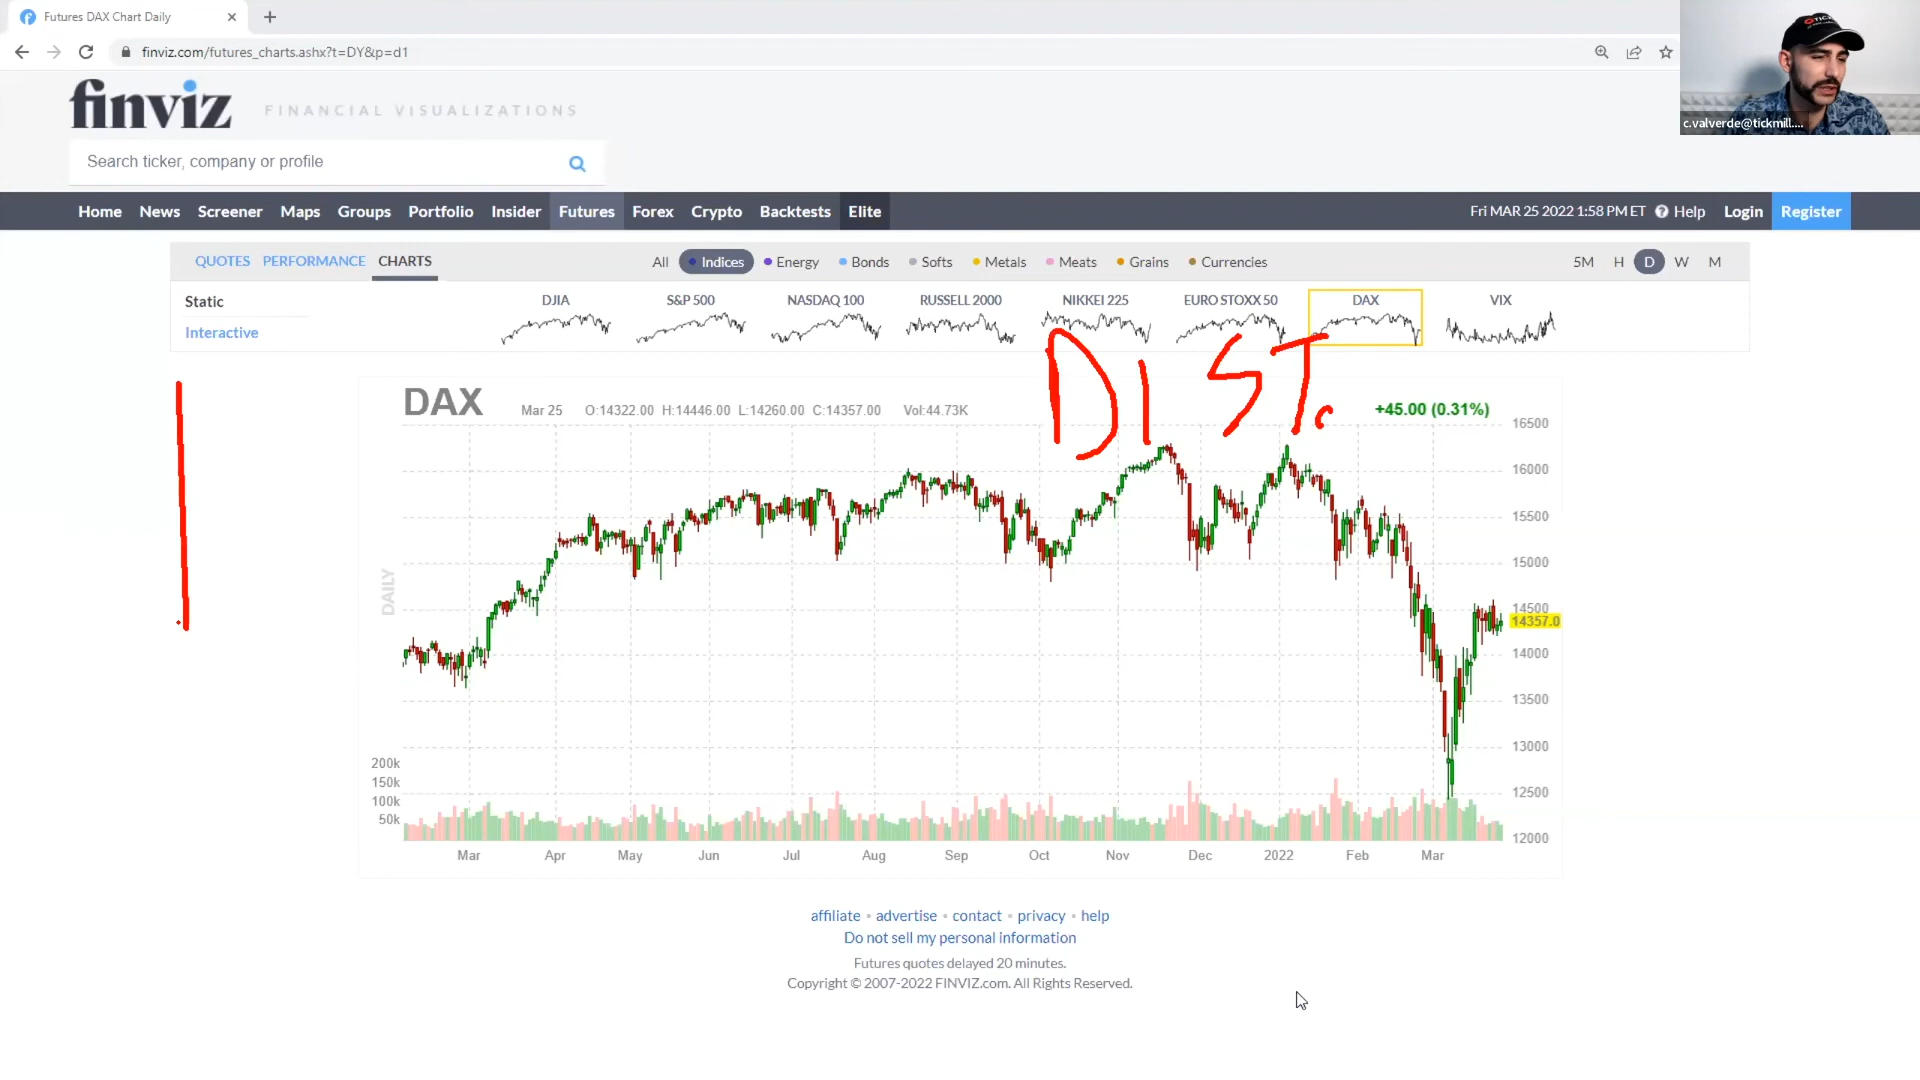 Futures DAX Chart Daily
finviz.com/futures_charts.ashx?t=DY&p=d1
TICK
c.valverde@tickmill....
finviz FINANCIAL VISUALIZATIONS
Search ticker, company or profile
Home News Screener Maps Groups Portfolio Insider Futures Forex Crypto Backtests Elite Fri MAR 25 2022 1:58 PM ET Help Login Register
QUOTES PERFORMANCE CHARTS All Indices Energy Bonds Softs Metals Meats Grains Currencies 5M H D W M
Static DJIA S&P 500 NASDAQ 100 RUSSELL 2000 NIKKEI 225 EURO STOXX 50 DAX VIX
Interactive
DIST.
DAX Mar 25 O:14322.00 H:14446.00 L:14260.00 C:14357.00 Vol:44.73K +45.00 (0.31%)
16500
16000
15500
15000
DAILY
14500
14357.0
14000
13500
13000
200k
150k
12500
100k
50k
12000
Mar Apr May Jun Jul Aug Sep Oct Nov Dec 2022 Feb Mar
affiliate • advertise • contact • privacy • help
Do not sell my personal information
Futures quotes delayed 20 minutes.
Copyright © 2007-2022 FINVIZ.com. All Rights Reserved.